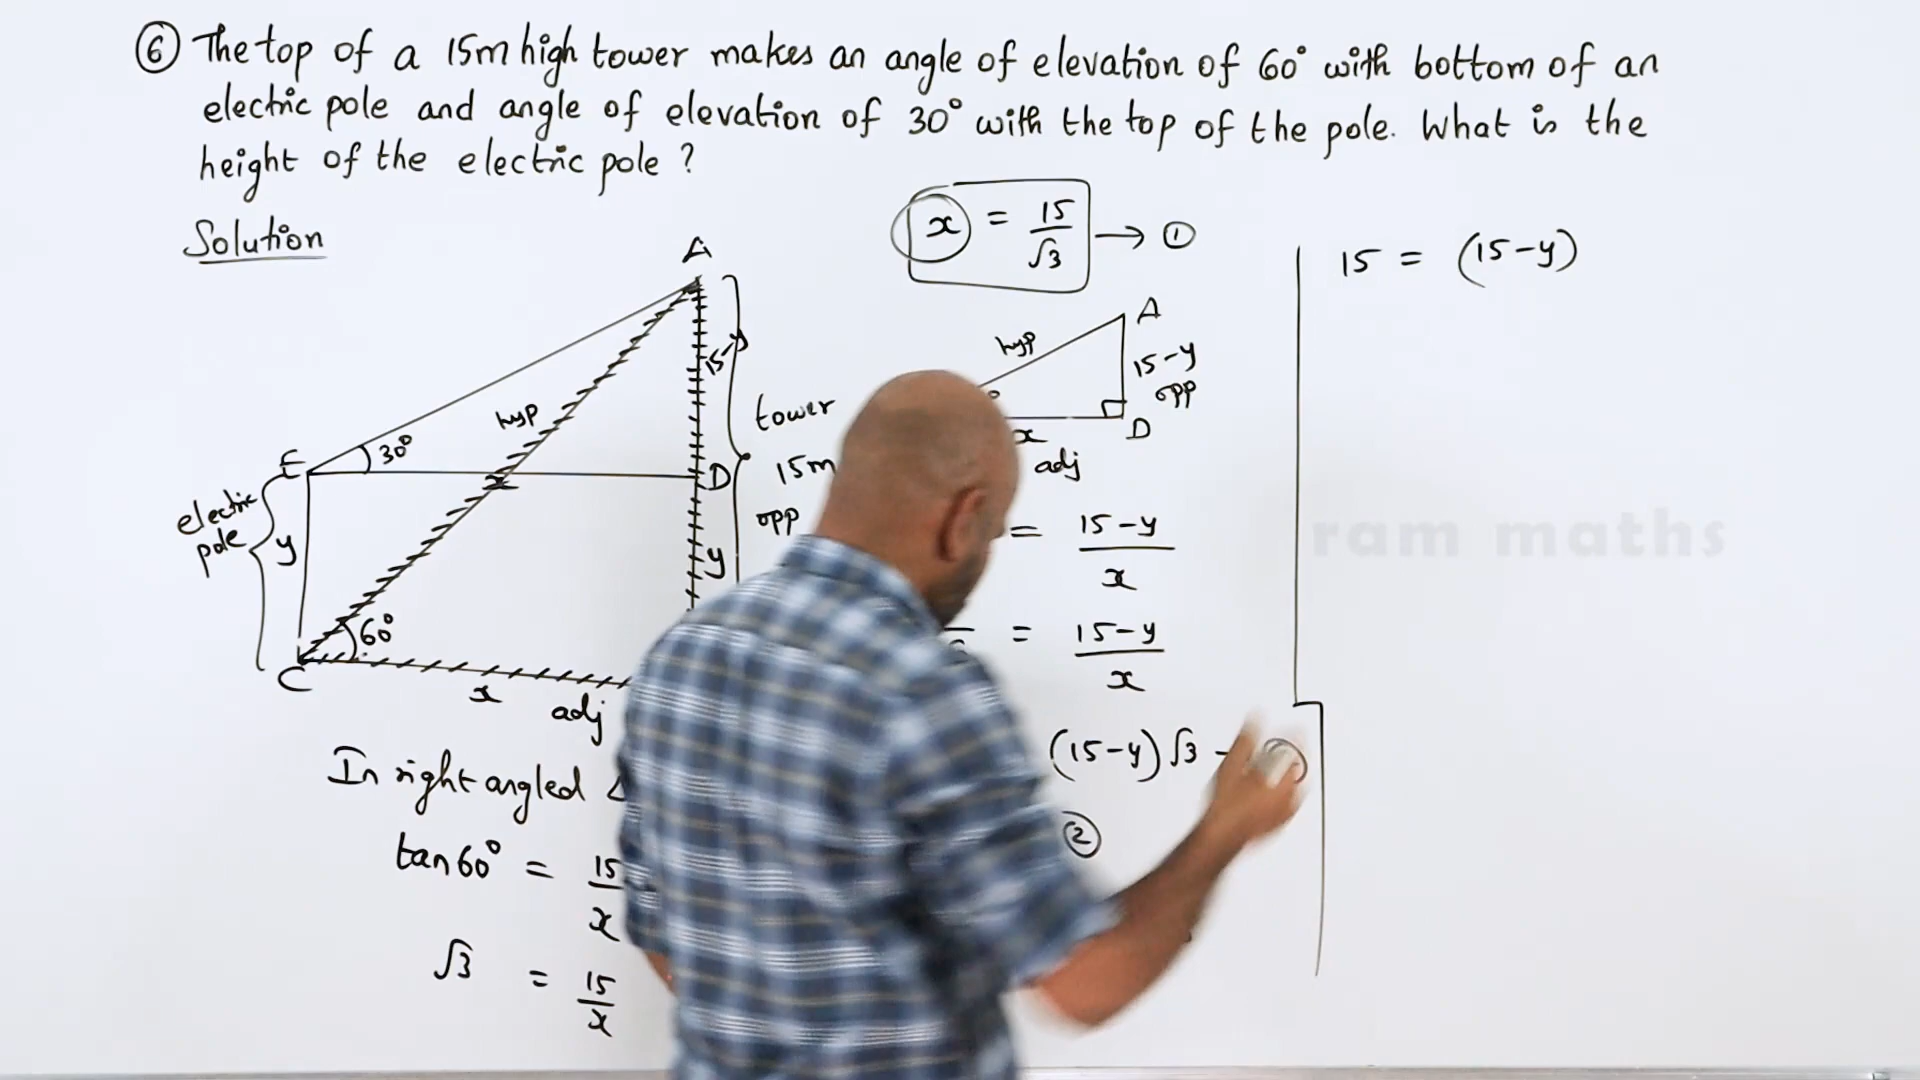 ⑥ The top of a 15m high tower makes an angle of elevation of 60° with bottom of an
electric pole and angle of elevation of 30° with the top of the pole. What is the
height of the electric pole ?
Solution
A
15-y
tower
15m
opp
hyp
E
30°
D
x
electric
pole
y
y
60°
C
x
adj
In right angled
tan60° = 15/x
√3 = 15/x
x = 15/√3 → ①
A
hyp
15-y
opp
D
x
adj
= 15-y/x
= 15-y/x
(15-y)√3
②
15 = (15-y)
ram maths